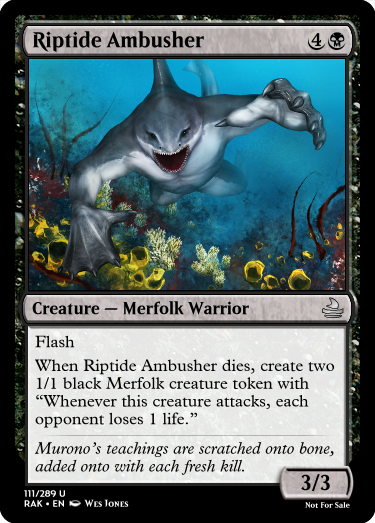 Riptide Ambusher 4
Creature — Merfolk Warrior
Flash
When Riptide Ambusher dies, create two
1/1 black Merfolk creature token with
“Whenever this creature attacks, each
opponent loses 1 life.”
Murono's teachings are scratched onto bone,
added onto with each fresh kill.
3/3
111/289 U
RAK • EN Wes Jones
Not For Sale